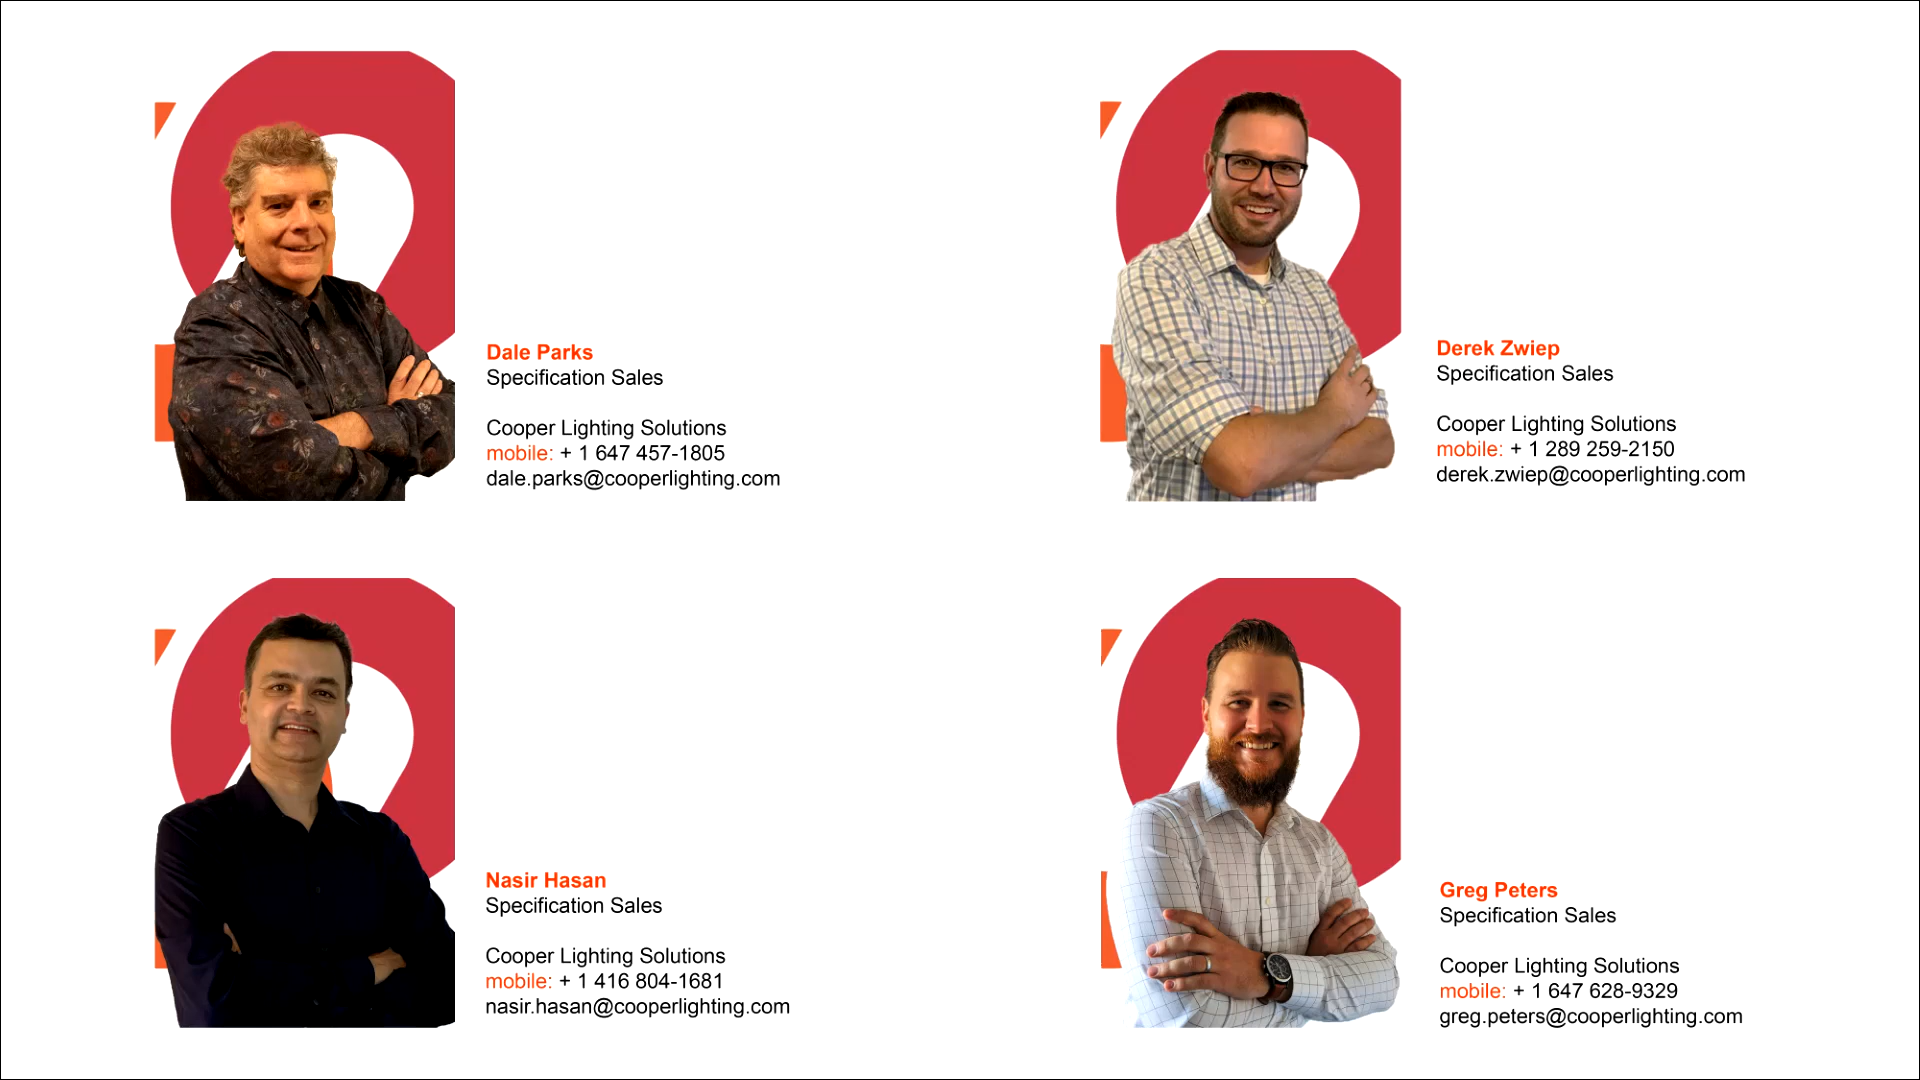 Dale Parks
Specification Sales
Cooper Lighting Solutions
mobile: + 1 647 457-1805
dale.parks@cooperlighting.com
Derek Zwiep
Specification Sales
Cooper Lighting Solutions
mobile: + 1 289 259-2150
derek.zwiep@cooperlighting.com
Nasir Hasan
Specification Sales
Cooper Lighting Solutions
mobile: + 1 416 804-1681
nasir.hasan@cooperlighting.com
Greg Peters
Specification Sales
Cooper Lighting Solutions
mobile: + 1 647 628-9329
greg.peters@cooperlighting.com